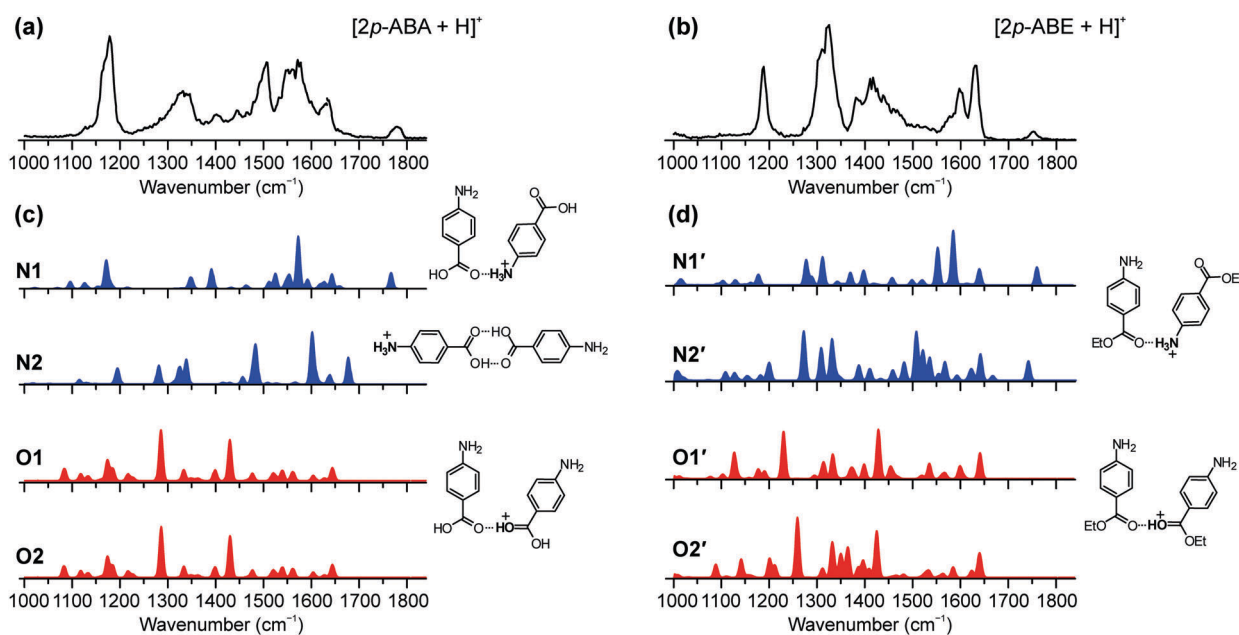 (a) [2p-ABA + H]⁺
1000 1100 1200 1300 1400 1500 1600 1700 1800
Wavenumber (cm⁻¹)
(b) [2p-ABE + H]⁺
1000 1100 1200 1300 1400 1500 1600 1700 1800
Wavenumber (cm⁻¹)
(c)
NH₂
O
OH
HO
O
H₃N
+
N1
H₃N
+
O
HO
OH
O
NH₂
N2
NH₂
NH₂
HO
O
HO
+
OH
O1
O2
1000 1100 1200 1300 1400 1500 1600 1700 1800
Wavenumber (cm⁻¹)
(d)
N1′
NH₂
O
OE
EtO
O
H₃N
+
N2′
O1′
NH₂
NH₂
EtO
O
HO
+
OEt
O2′
1000 1100 1200 1300 1400 1500 1600 1700 1800
Wavenumber (cm⁻¹)